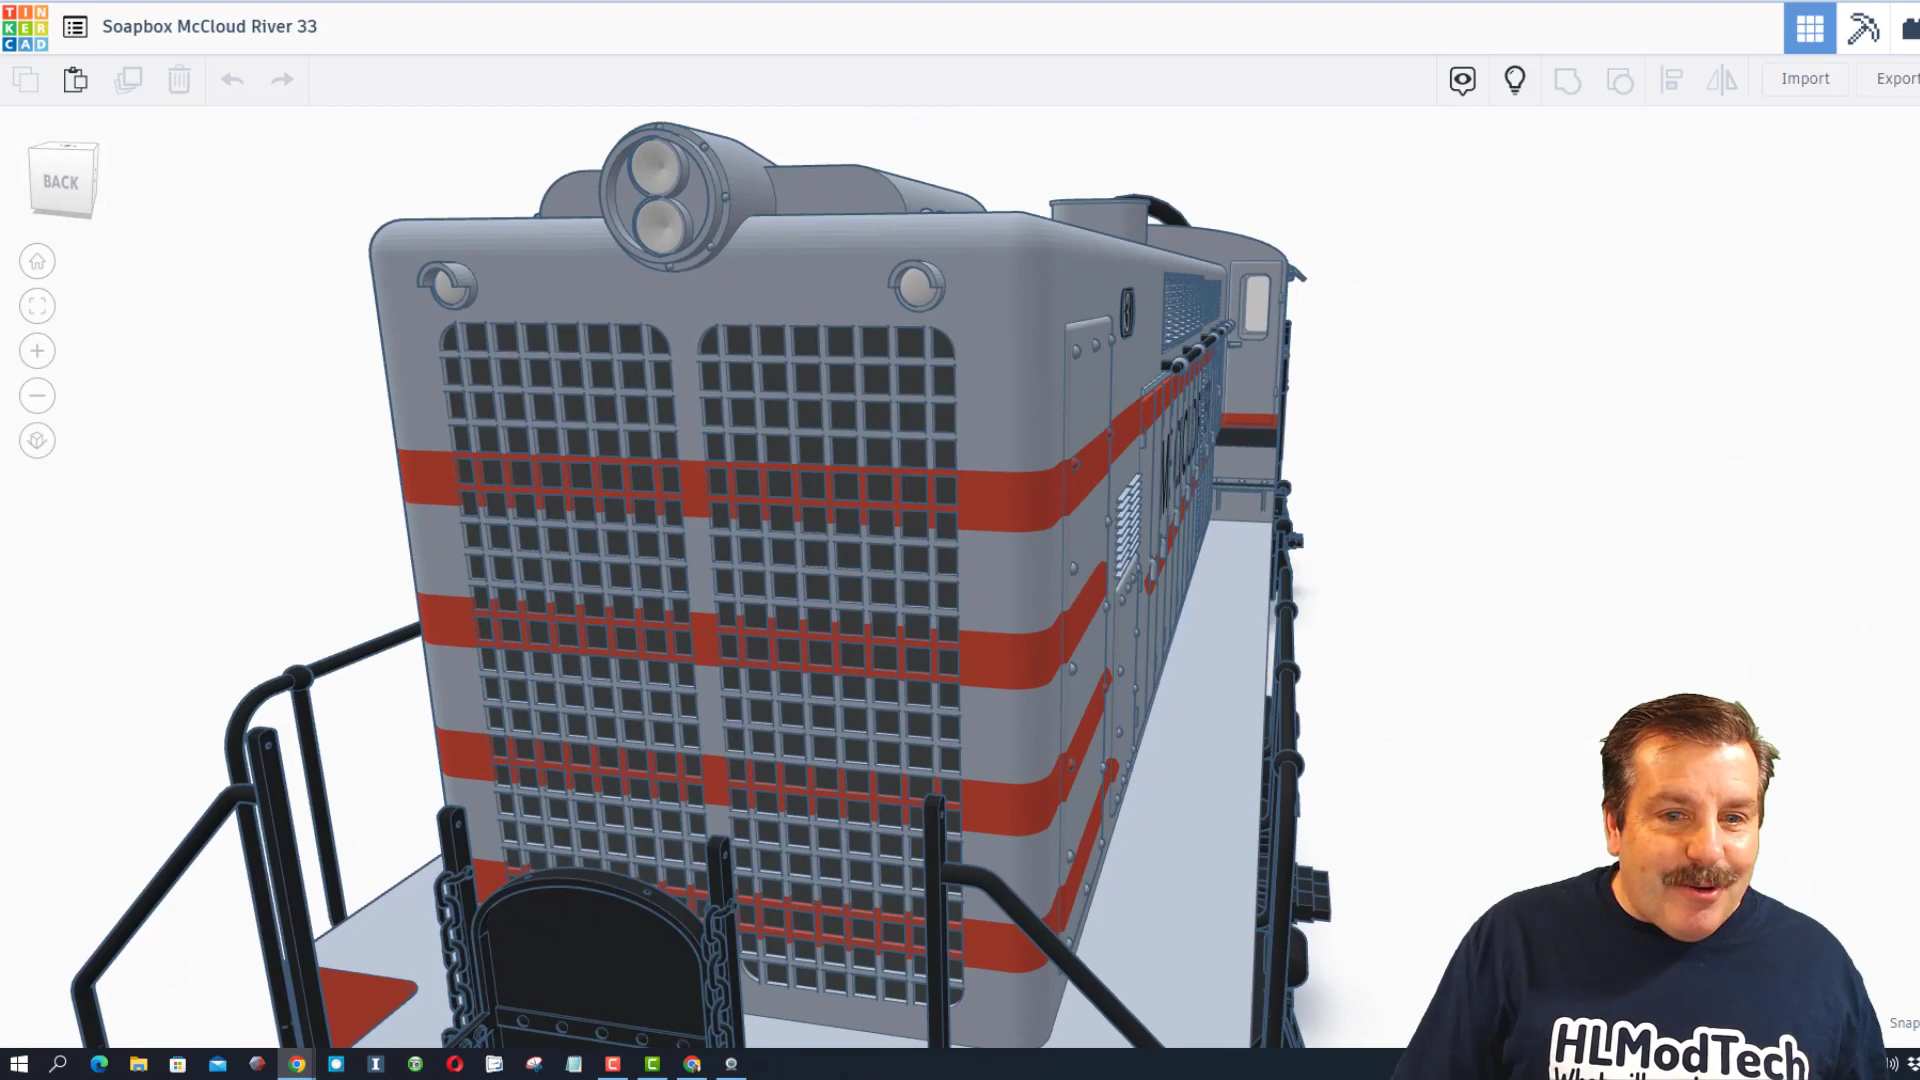 TIN
KER
CAD
Soapbox McCloud River 33
Import
Export
BACK
Snap
HLModTech